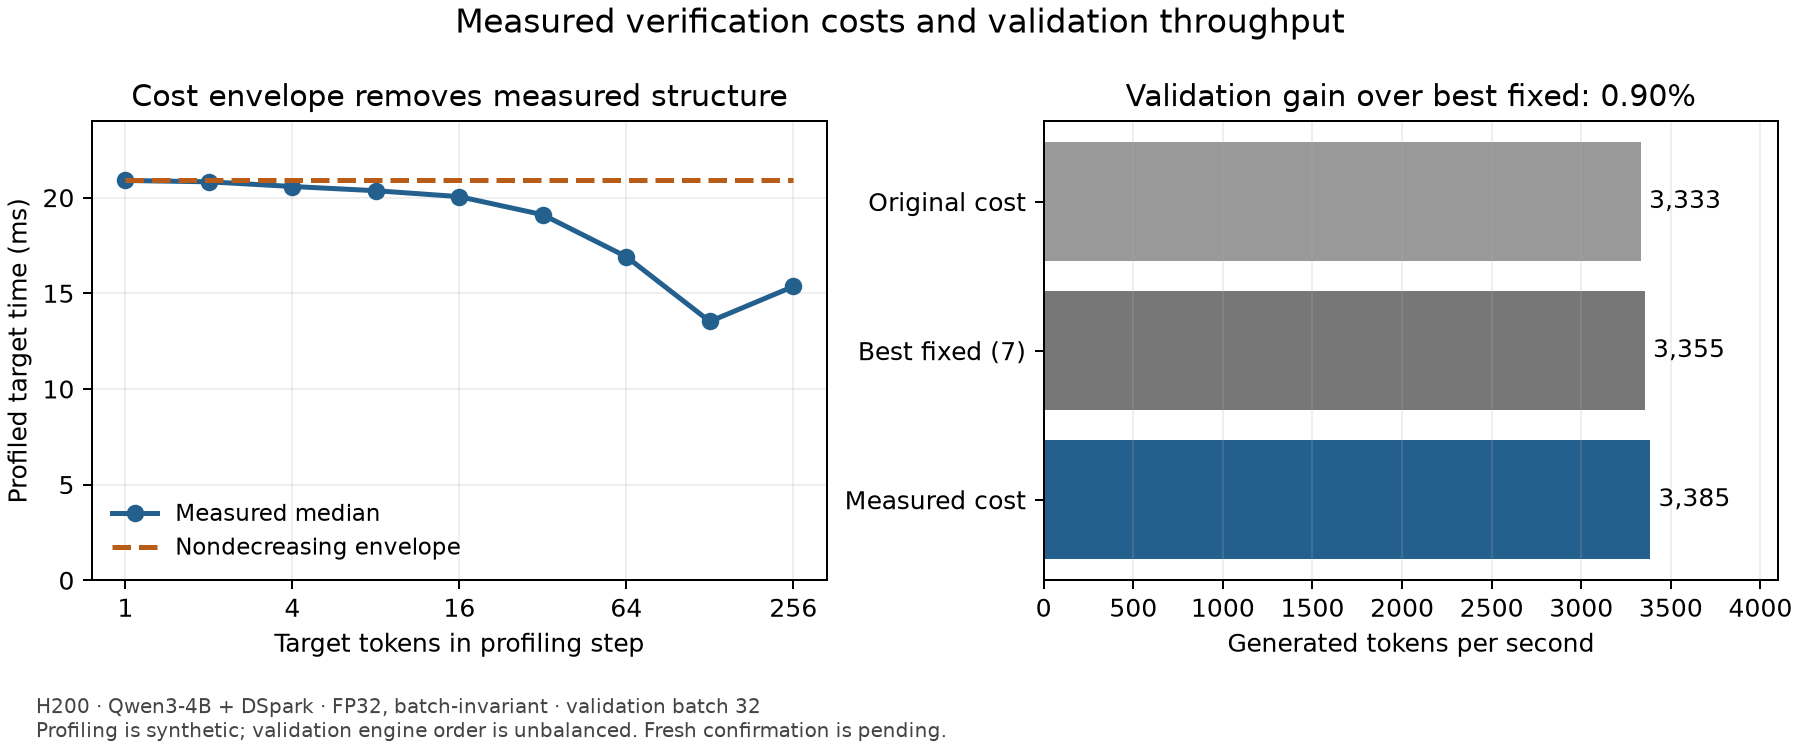 Measured verification costs and validation throughput
Cost envelope removes measured structure
Profiled target time (ms)
20
15
10
5
0
Measured median
Nondecreasing envelope
1 4 16 64 256
Target tokens in profiling step
Validation gain over best fixed: 0.90%
Original cost 3,333
Best fixed (7) 3,355
Measured cost 3,385
0 500 1000 1500 2000 2500 3000 3500 4000
Generated tokens per second
H200 · Qwen3-4B + DSpark · FP32, batch-invariant · validation batch 32
Profiling is synthetic; validation engine order is unbalanced. Fresh confirmation is pending.